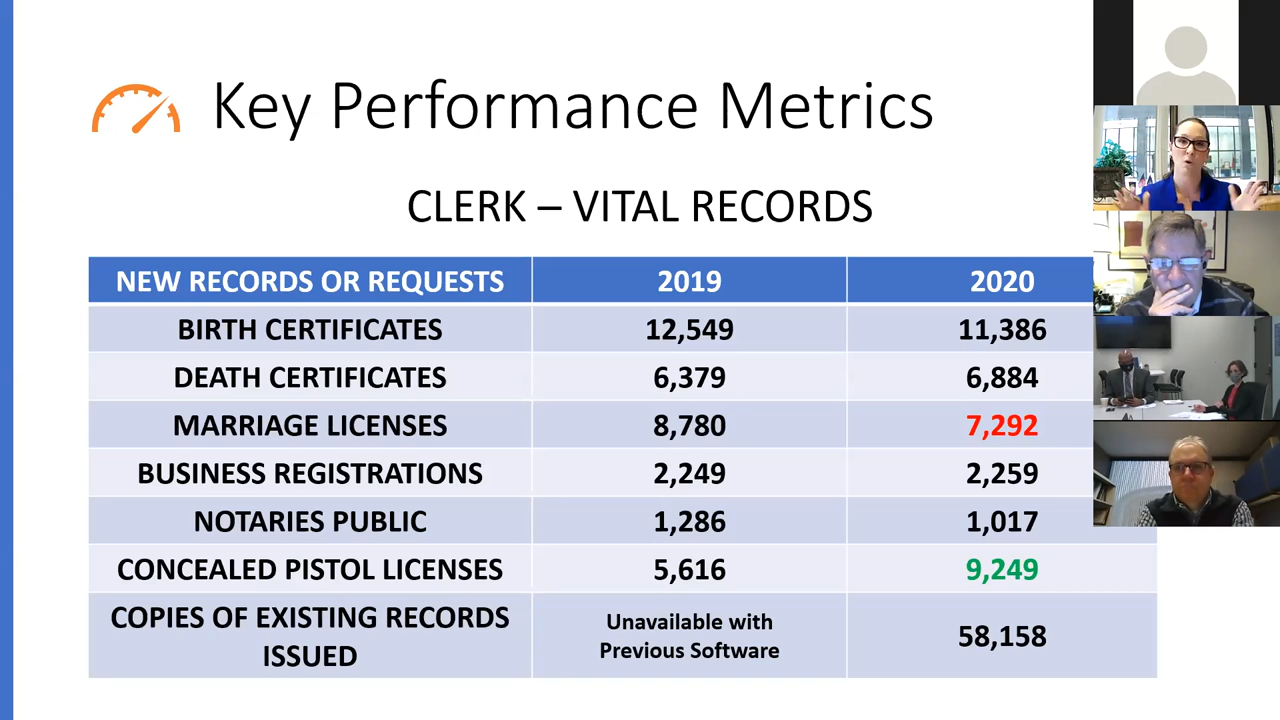 Key Performance Metrics
CLERK – VITAL RECORDS
NEW RECORDS OR REQUESTS 2019 2020
BIRTH CERTIFICATES 12,549 11,386
DEATH CERTIFICATES 6,379 6,884
MARRIAGE LICENSES 8,780 7,292
BUSINESS REGISTRATIONS 2,249 2,259
NOTARIES PUBLIC 1,286 1,017
CONCEALED PISTOL LICENSES 5,616 9,249
COPIES OF EXISTING RECORDS
ISSUED
Unavailable with
Previous Software
58,158